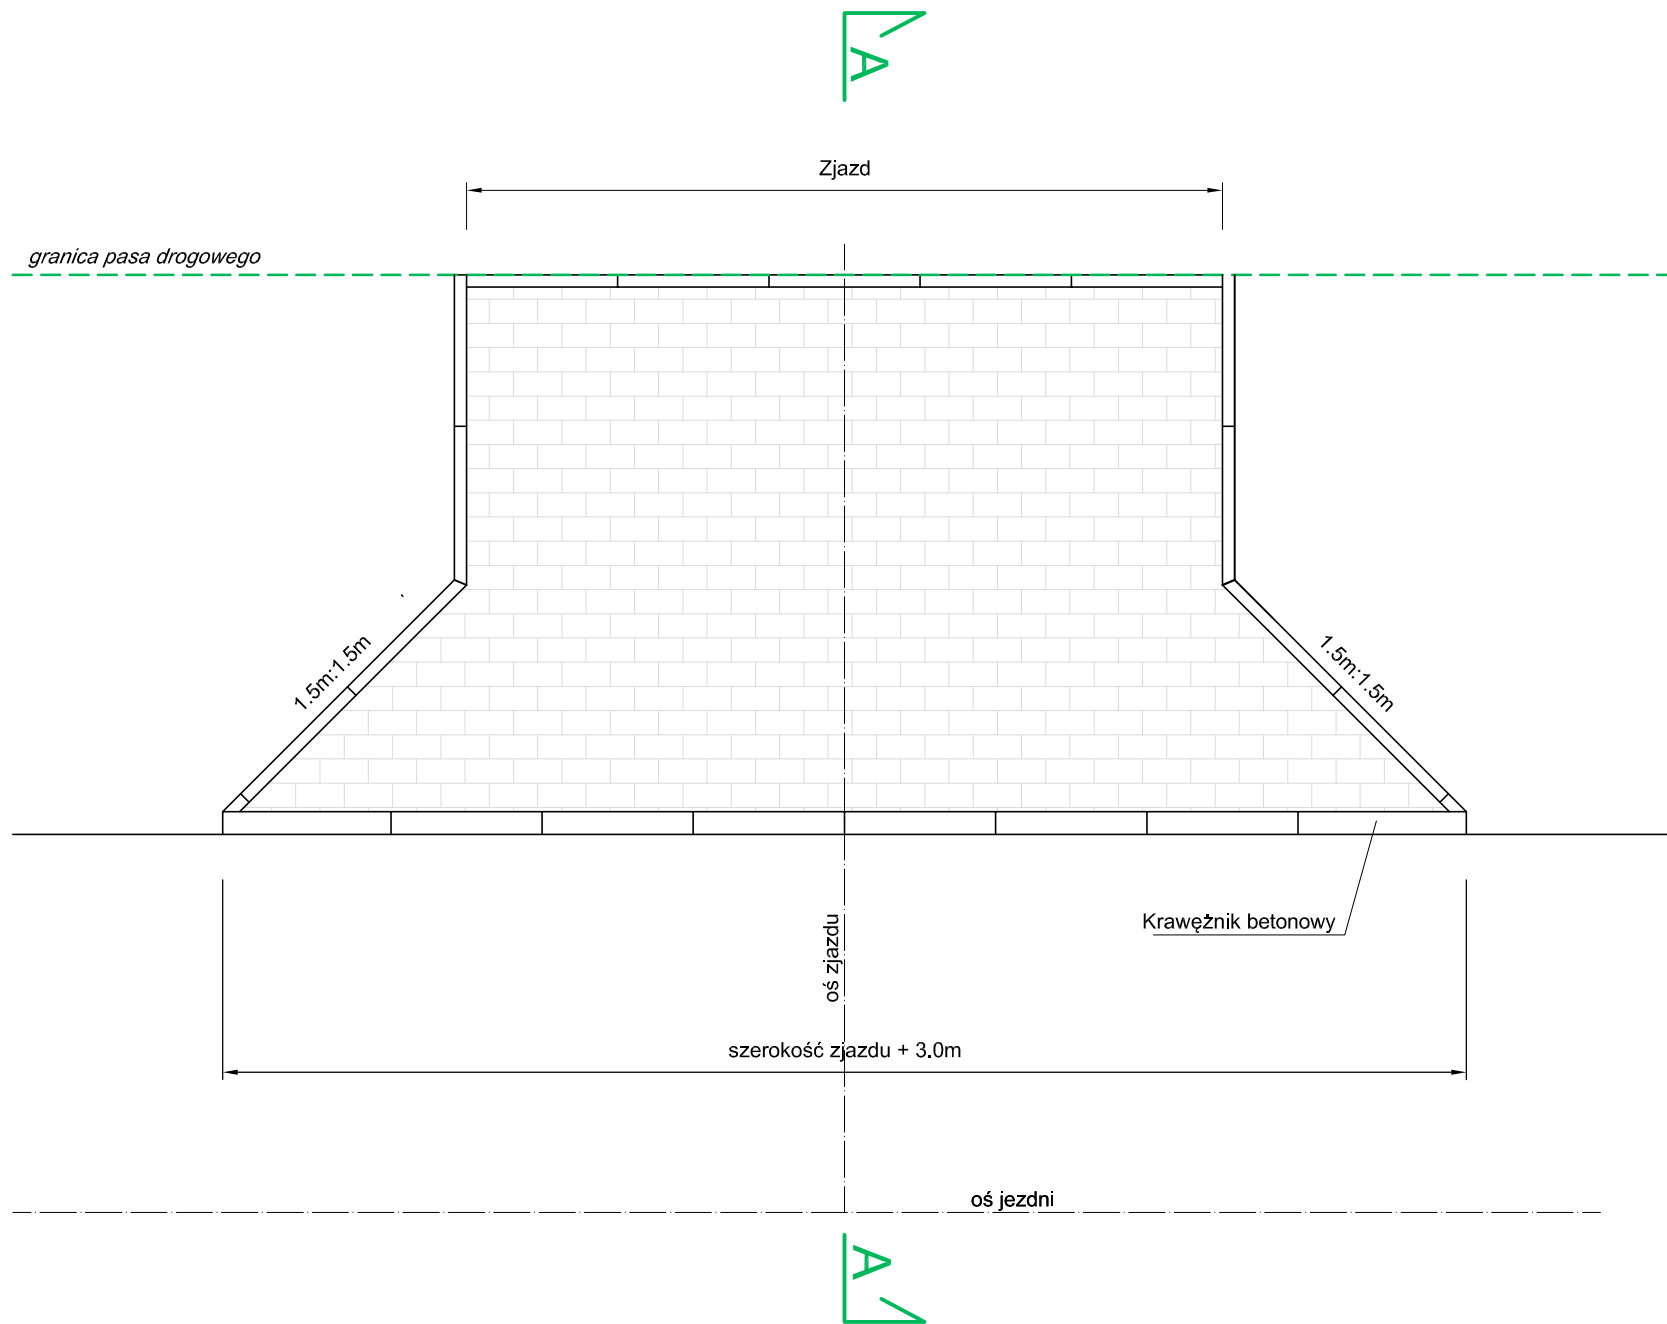 A
Zjazd
granica pasa drogowego
1.5m:1.5m
1.5m:1.5m
Krawężnik betonowy
oś zjazdu
szerokość zjazdu + 3.0m
oś jezdni
A